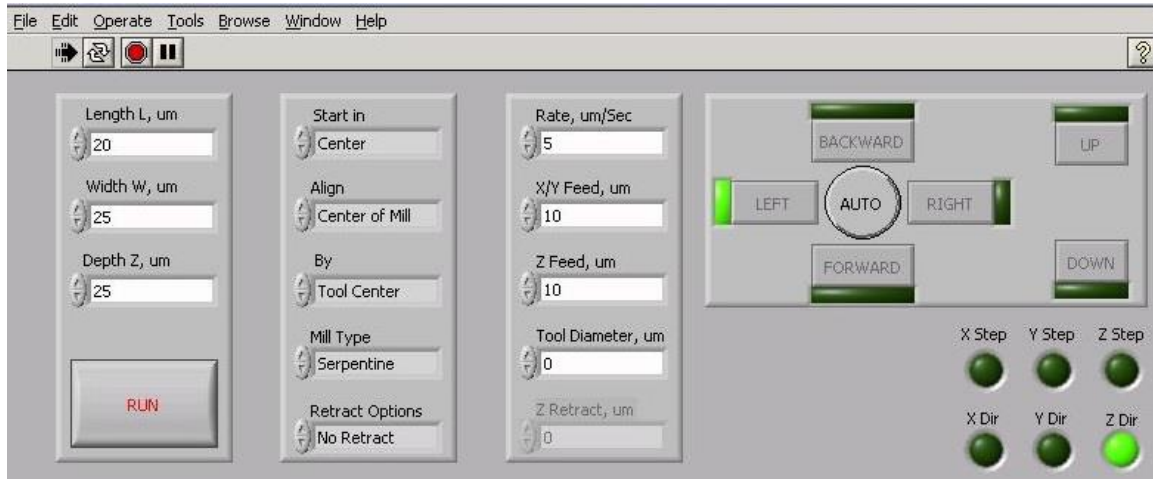 File Edit Operate Tools Browse Window Help
?
Length L, um
20
Width W, um
25
Depth Z, um
25
RUN
Start in
Center
Align
Center of Mill
By
Tool Center
Mill Type
Serpentine
Retract Options
No Retract
Rate, um/Sec
5
X/Y Feed, um
10
Z Feed, um
10
Tool Diameter, um
0
Z Retract, um
0
BACKWARD
UP
LEFT
AUTO
RIGHT
FORWARD
DOWN
X Step Y Step Z Step
X Dir Y Dir Z Dir